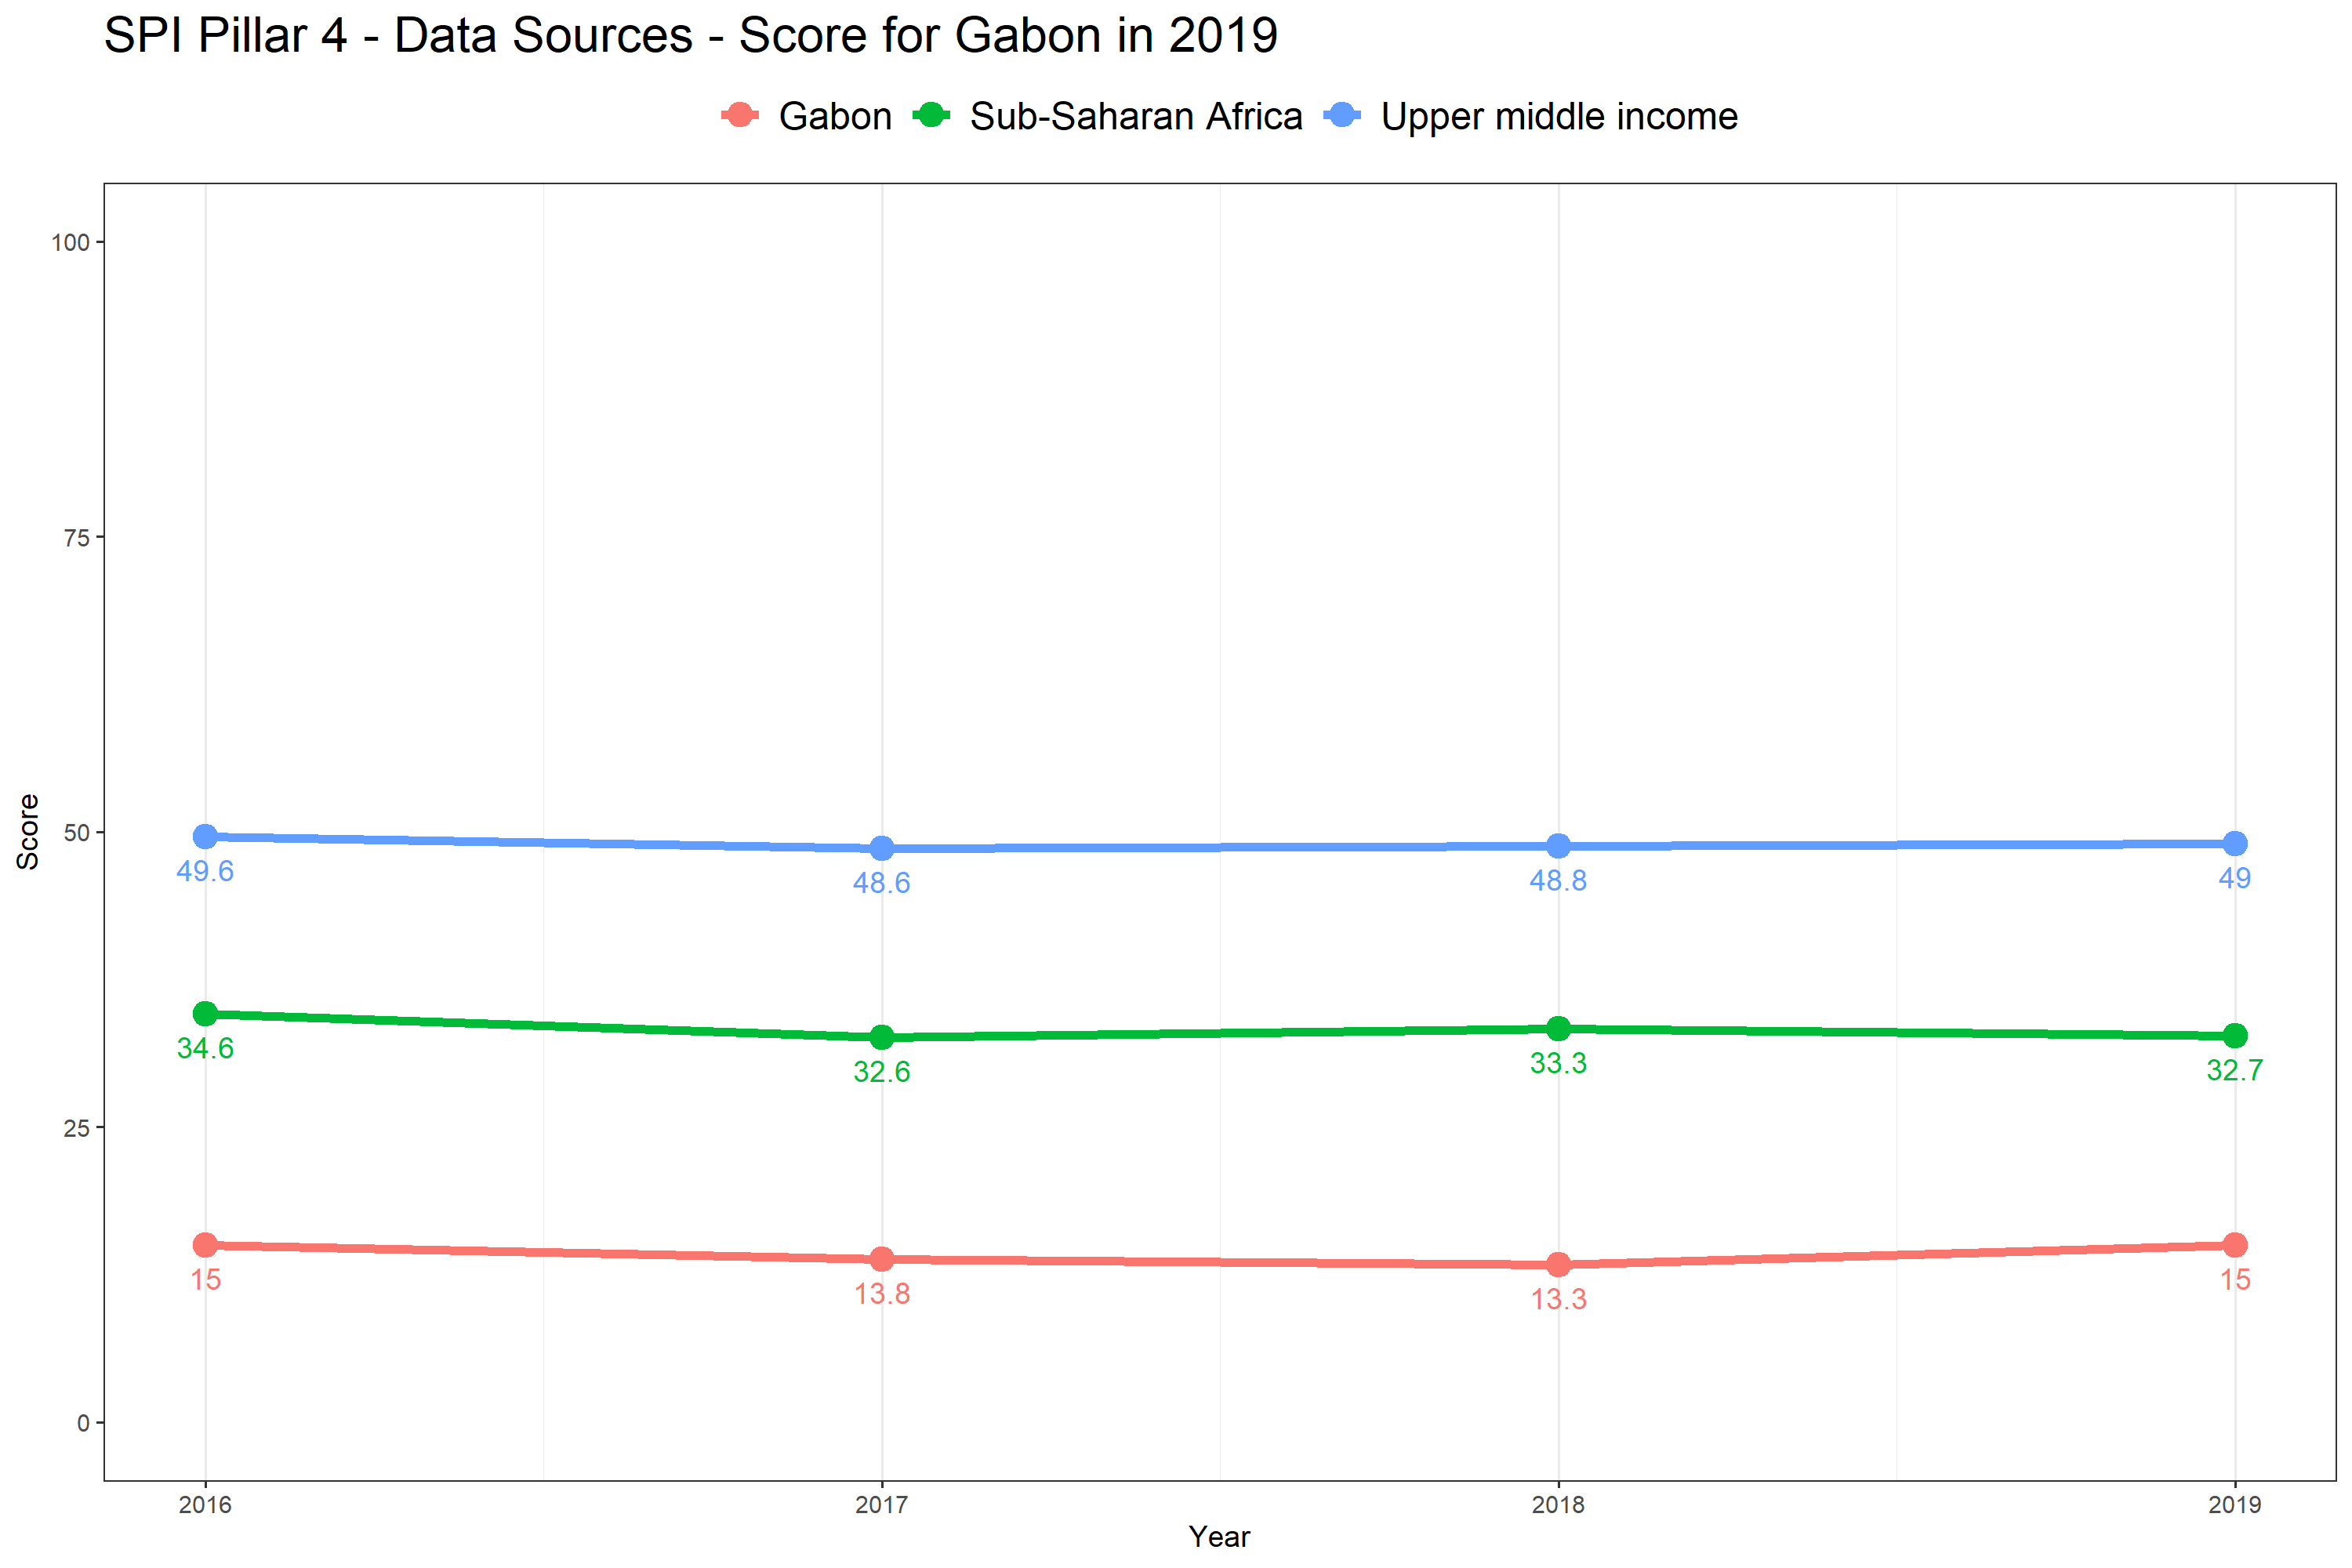 SPI Pillar 4 - Data Sources - Score for Gabon in 2019
Gabon Sub-Saharan Africa Upper middle income
100
75
50
25
0
Score
49.6 48.6 48.8 49
34.6 32.6 33.3 32.7
15 13.8 13.3 15
2016 2017 2018 2019
Year